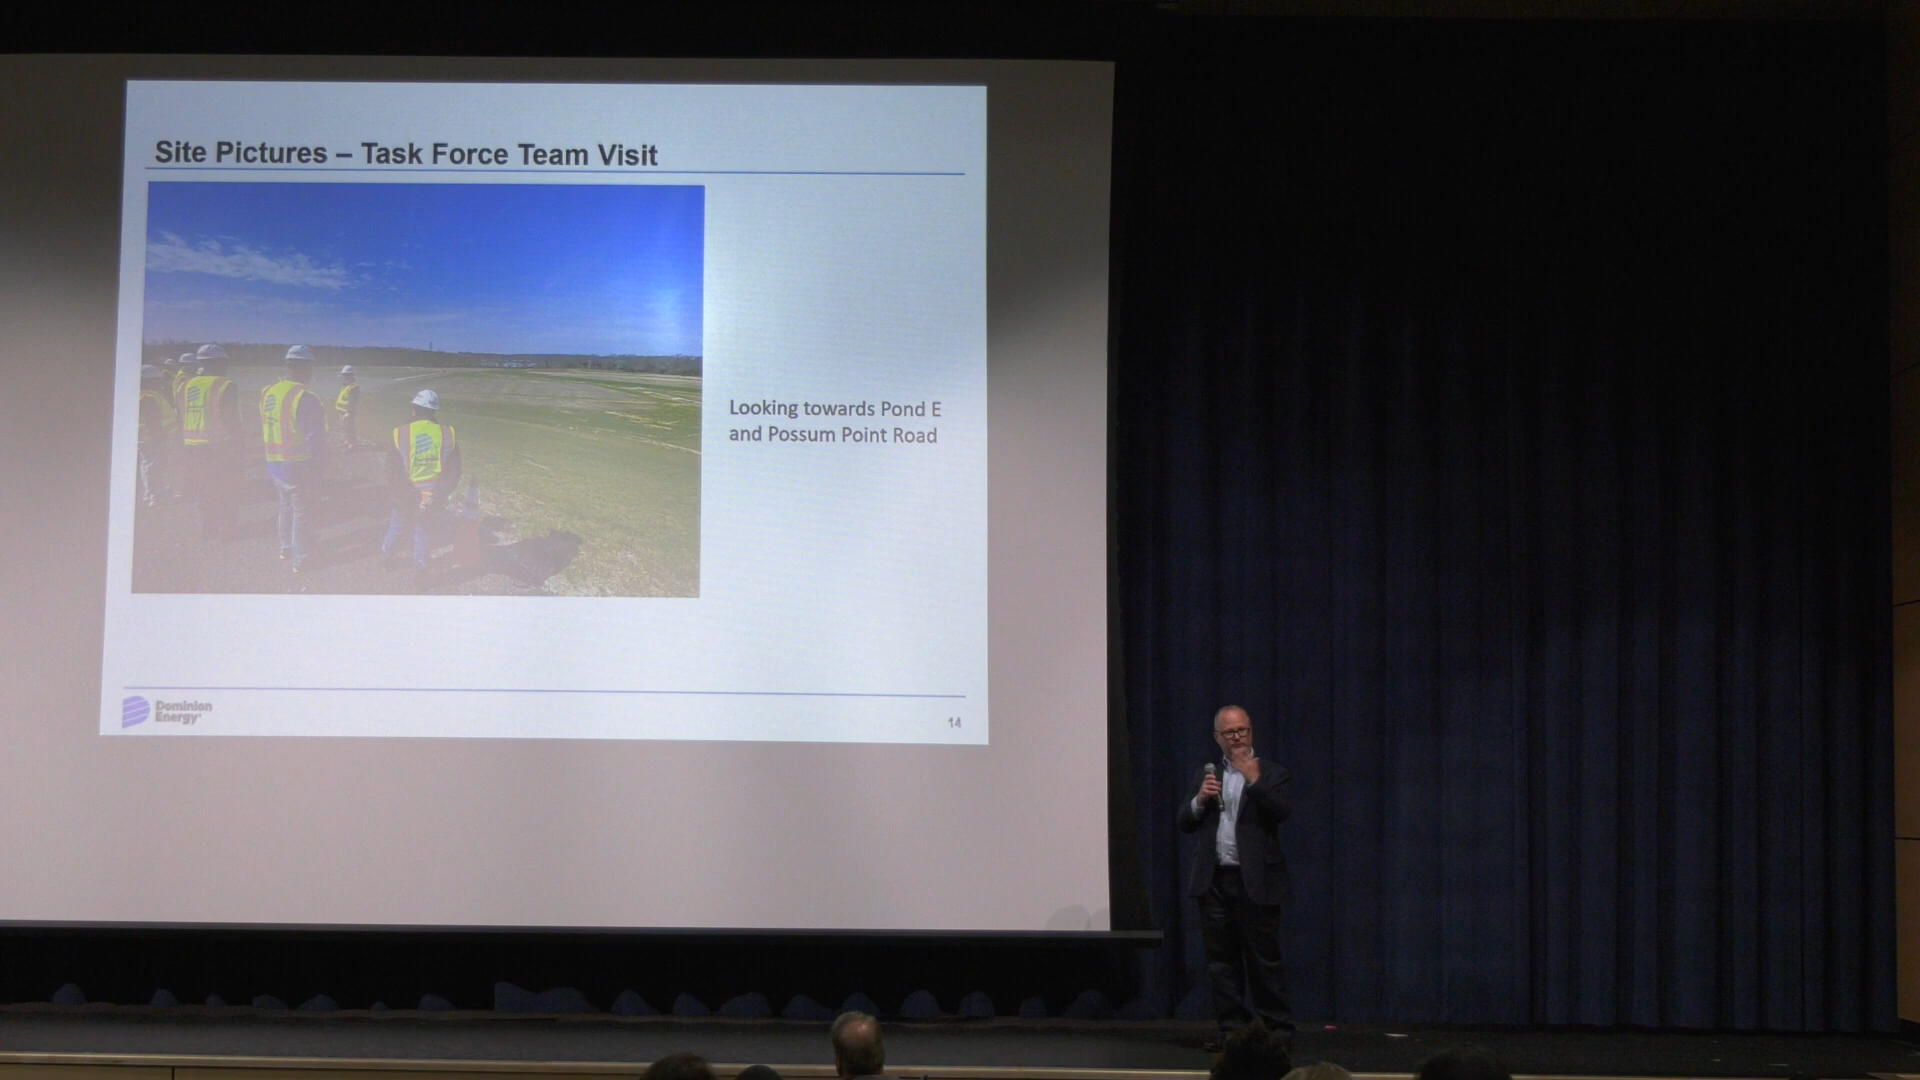 Site Pictures – Task Force Team Visit
Looking towards Pond E
and Possum Point Road
Dominion
Energy®
14